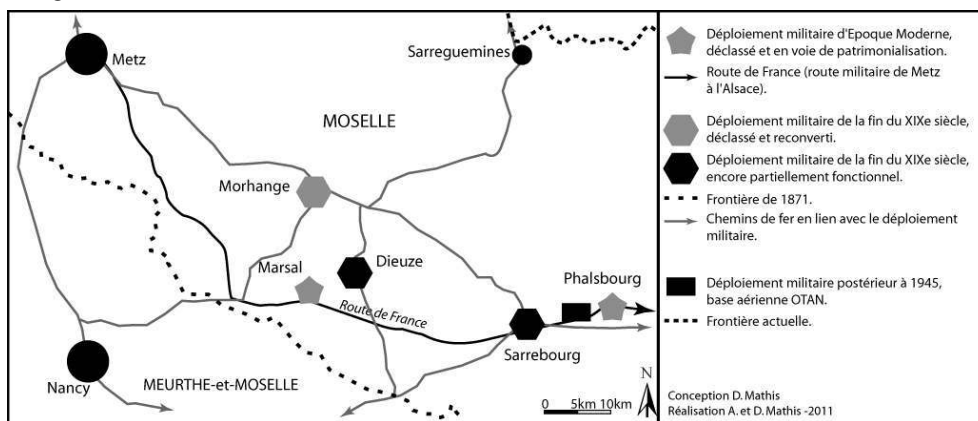 Metz
Sarreguemines
MOSELLE
Morhange
Marsal
Dieuze
Phalsbourg
Route de France
Sarrebourg
Nancy
MEURTHE-et-MOSELLE
N
0 5km 10km
Déploiement militaire d'Epoque Moderne,
déclassé et en voie de patrimonialisation.
Route de France (route militaire de Metz
à l'Alsace).
Déploiement militaire de la fin du XIXe siècle,
déclassé et reconverti.
Déploiement militaire de la fin du XIXe siècle,
encore partiellement fonctionnel.
Frontière de 1871.
Chemins de fer en lien avec le déploiement
militaire.
Déploiement militaire postérieur à 1945,
base aérienne OTAN.
Frontière actuelle.
Conception D. Mathis
Réalisation A. et D. Mathis -2011